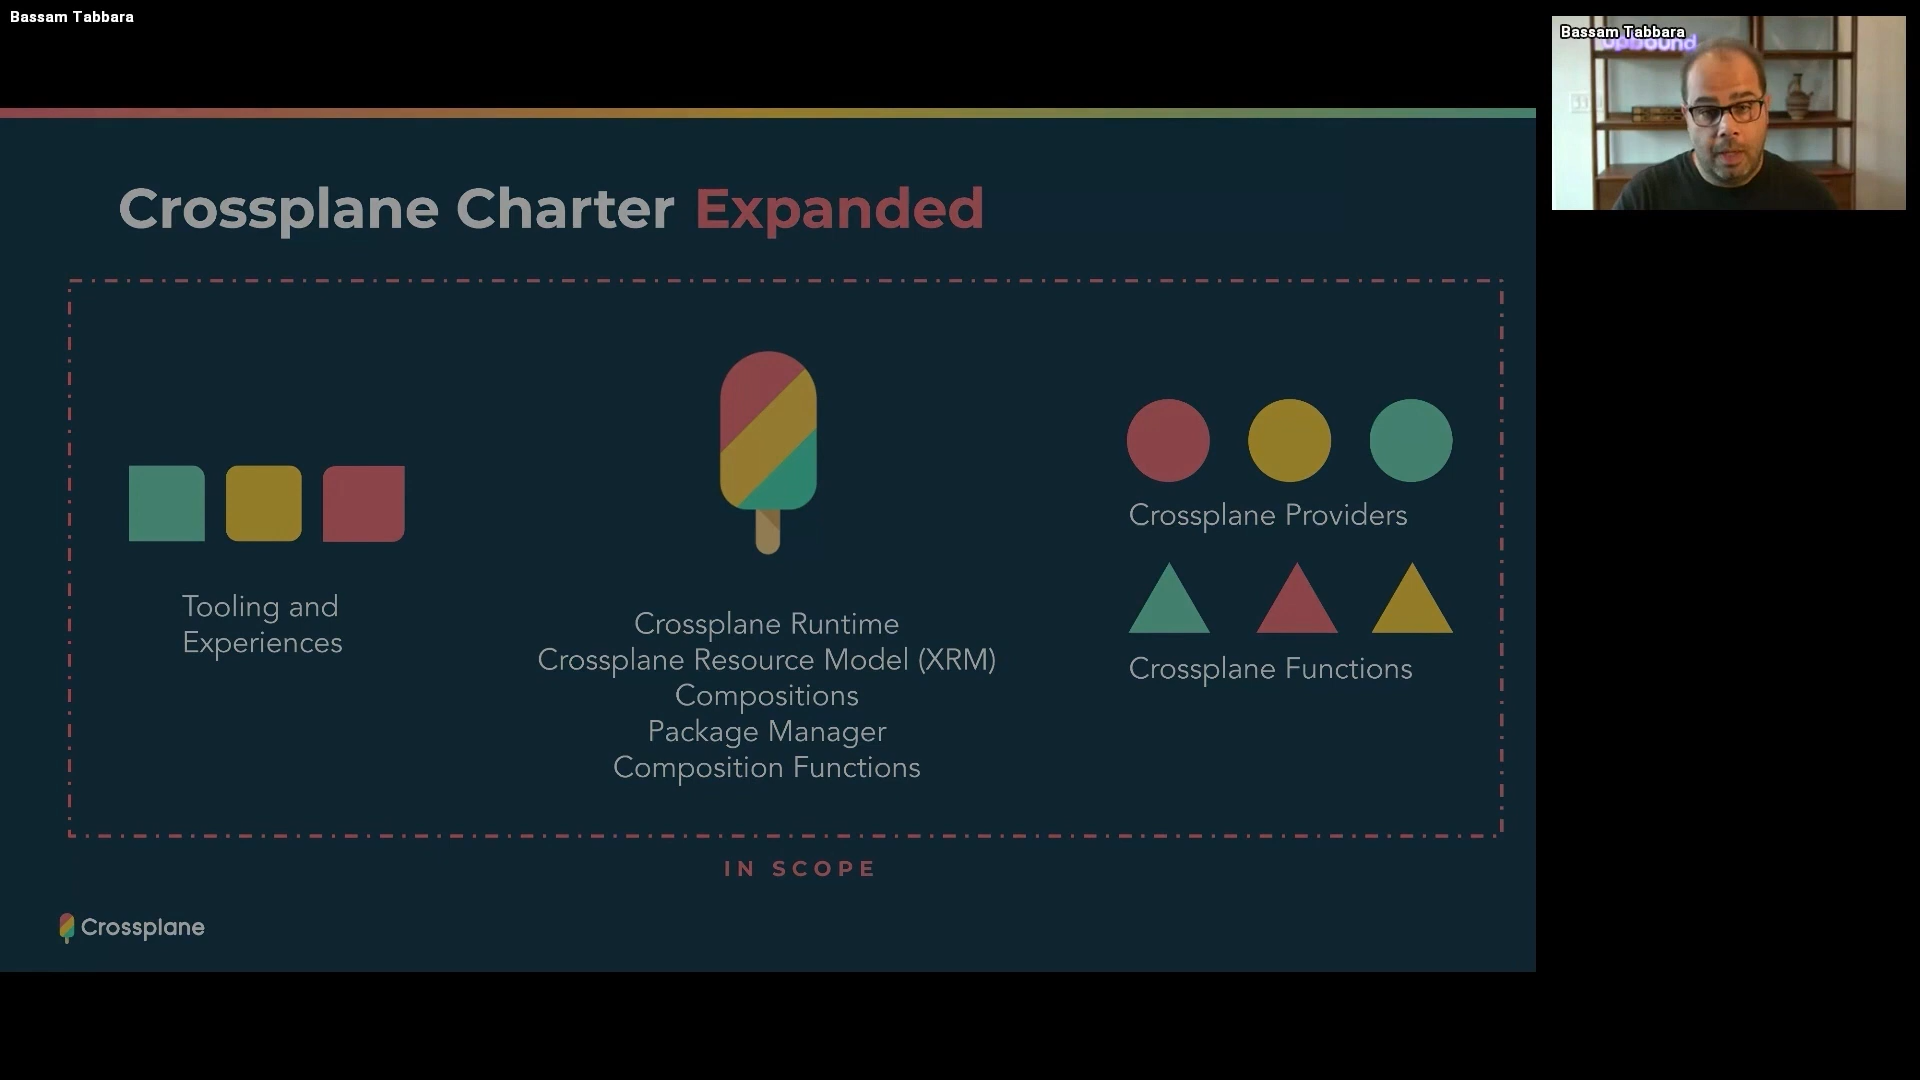 Bassam Tabbara
Bassam Tabbara
upbound
Crossplane Charter Expanded
Tooling and
Experiences
Crossplane Runtime
Crossplane Resource Model (XRM)
Compositions
Package Manager
Composition Functions
Crossplane Providers
Crossplane Functions
IN SCOPE
Crossplane